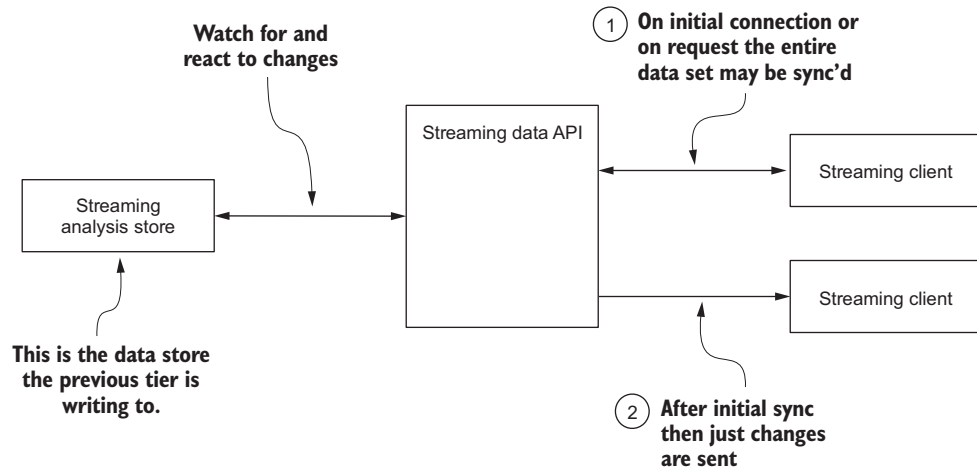 Watch for and
react to changes
1
On initial connection or
on request the entire
data set may be sync’d
Streaming data API
Streaming client
Streaming
analysis store
Streaming client
This is the data store
the previous tier is
writing to.
2
After initial sync
then just changes
are sent